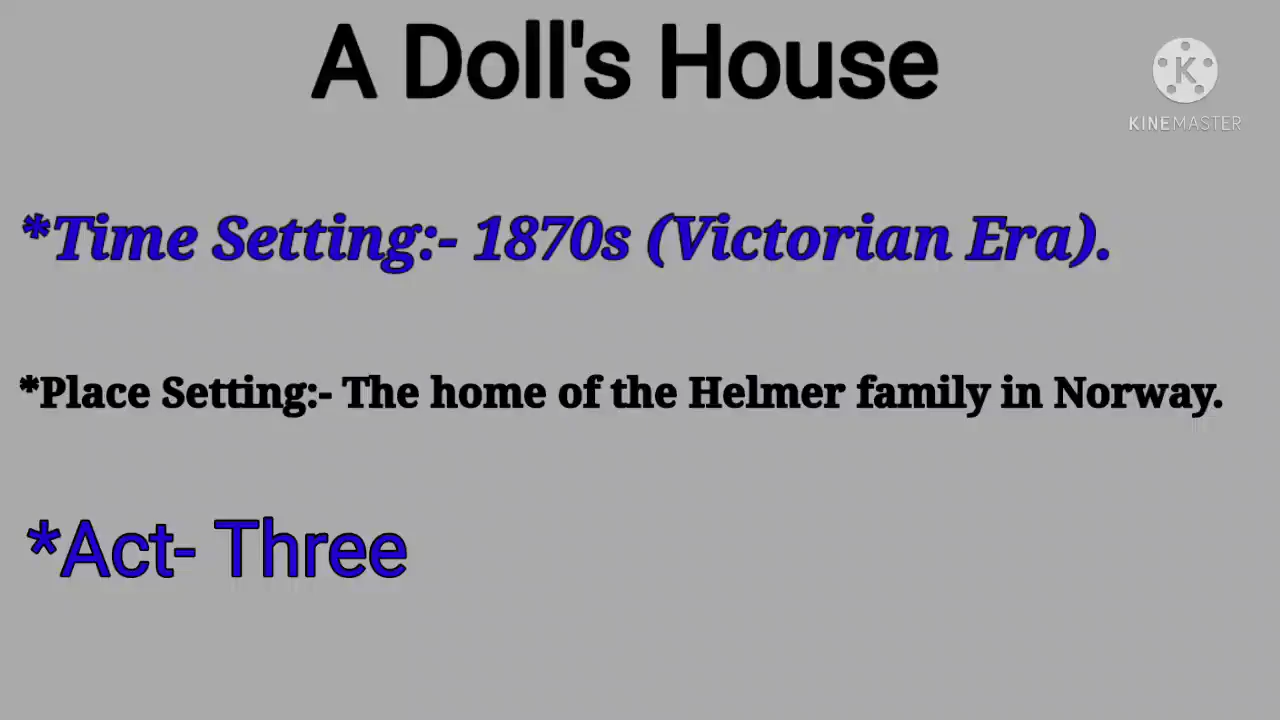 A Doll's House
KINEMASTER
*Time Setting:- 1870s (Victorian Era).
*Place Setting:- The home of the Helmer family in Norway.
*Act- Three